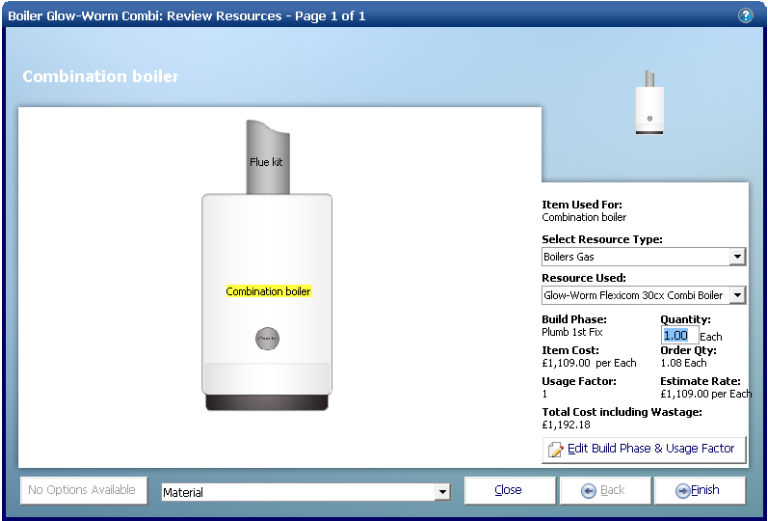 Boiler Glow-Worm Combi: Review Resources - Page 1 of 1
?
Combination boiler
Flue kit
Combination boiler
Item Used For:
Combination boiler
Select Resource Type:
Boilers Gas
Resource Used:
Glow-Worm Flexicom 30cx Combi Boiler
Build Phase: Quantity:
Plumb 1st Fix 1.00 Each
Item Cost: Order Qty:
£1,109.00 per Each 1.08 Each
Usage Factor: Estimate Rate:
1 £1,109.00 per Each
Total Cost including Wastage:
£1,192.18
Edit Build Phase & Usage Factor
No Options Available Material Close Back Finish